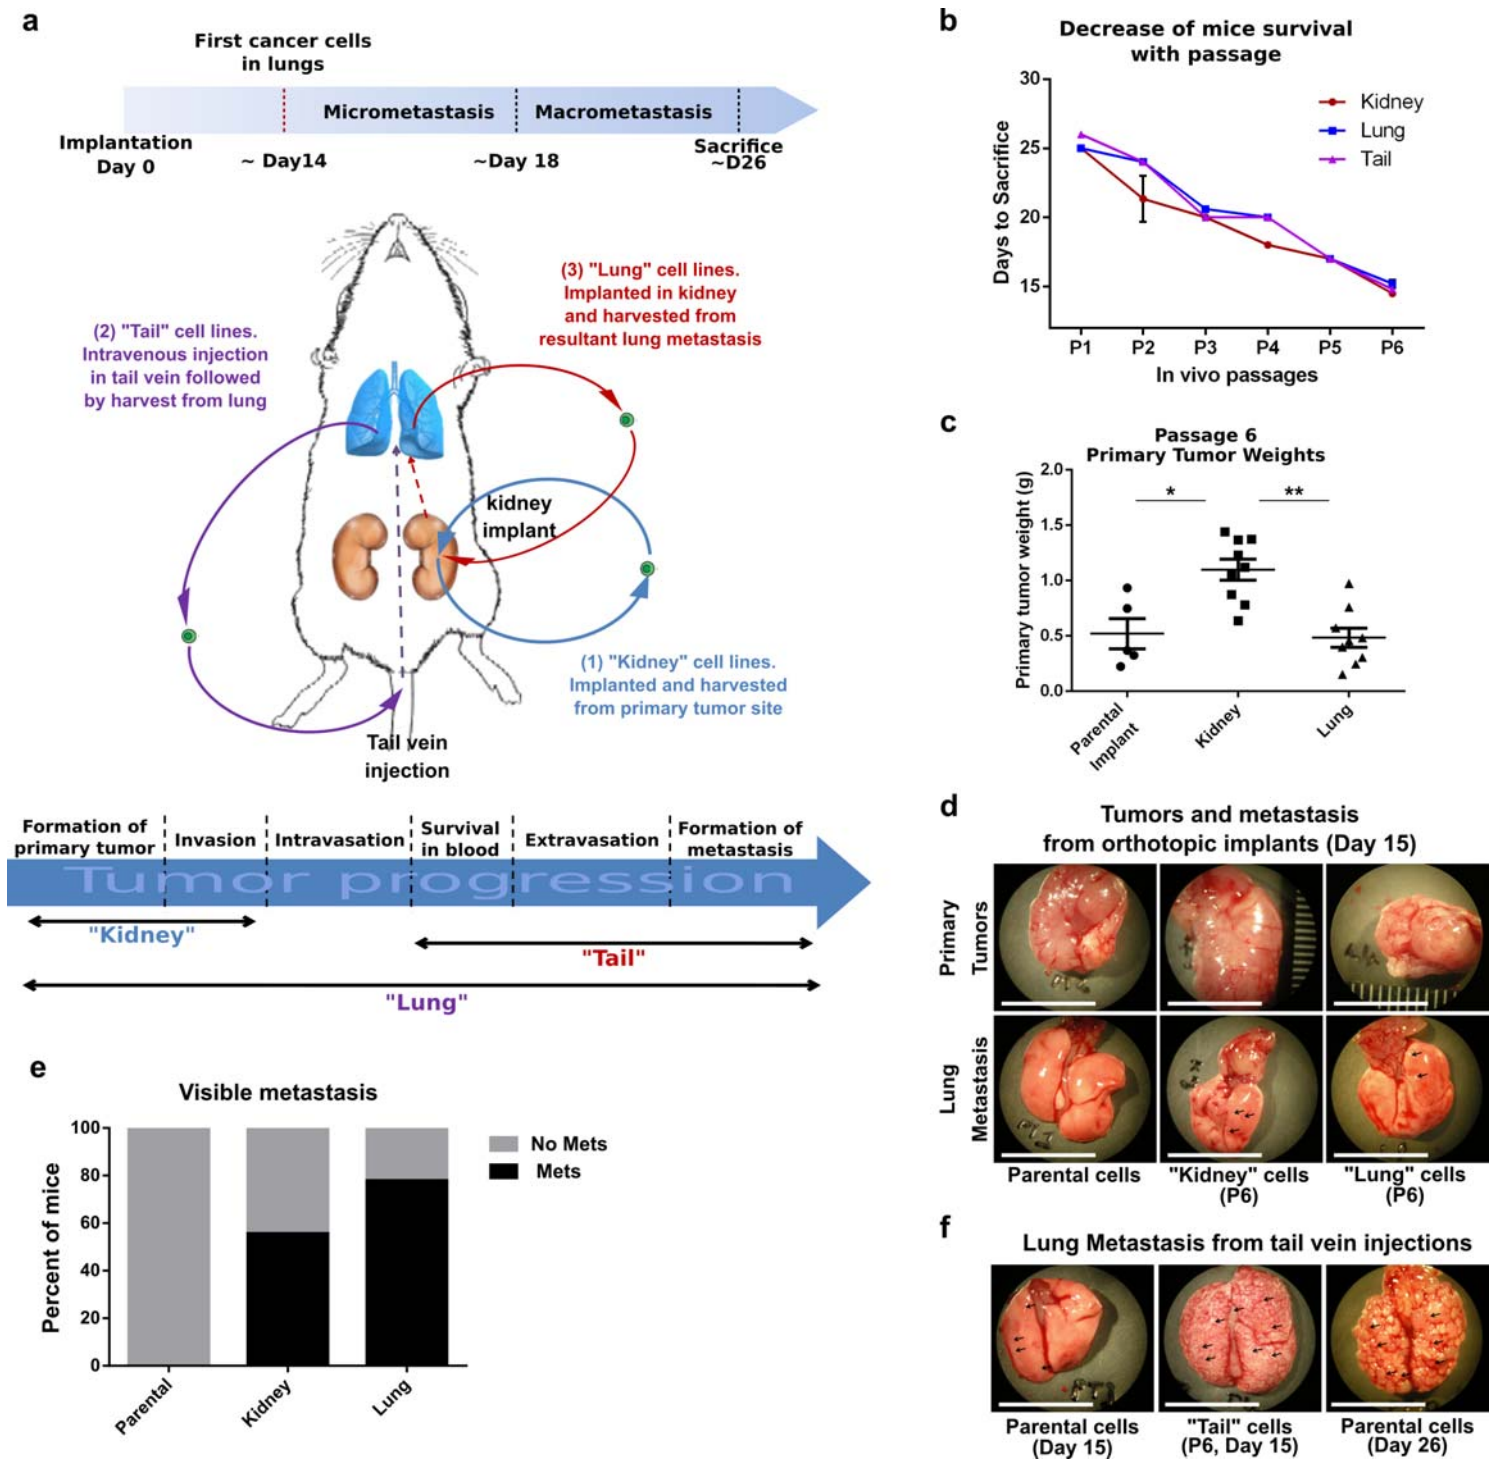 a
First cancer cells
in lungs
Micrometastasis
Macrometastasis
Implantation
Day 0
~ Day14
~Day 18
Sacrifice
~D26
(2) "Tail" cell lines.
Intravenous injection
in tail vein followed
by harvest from lung
(3) "Lung" cell lines.
Implanted in kidney
and harvested from
resultant lung metastasis
kidney
implant
(1) "Kidney" cell lines.
Implanted and harvested
from primary tumor site
Tail vein
injection
Formation of
primary tumor
Invasion
Intravasation
Survival
in blood
Extravasation
Formation of
metastasis
Tumor progression
"Kidney"
"Tail"
"Lung"
b
Decrease of mice survival
with passage
Days to Sacrifice
30
25
20
15
Kidney
Lung
Tail
P1 P2 P3 P4 P5 P6
In vivo passages
c
Passage 6
Primary Tumor Weights
Primary tumor weight (g)
2.0
1.5
1.0
0.5
0.0
*
**
Parental
Implant
Kidney
Lung
d
Tumors and metastasis
from orthotopic implants (Day 15)
Primary
Tumors
Lung
Metastasis
Parental cells
"Kidney" cells
(P6)
"Lung" cells
(P6)
e
Visible metastasis
Percent of mice
100
80
60
40
20
0
No Mets
Mets
Parental
Kidney
Lung
f
Lung Metastasis from tail vein injections
Parental cells
(Day 15)
"Tail" cells
(P6, Day 15)
Parental cells
(Day 26)